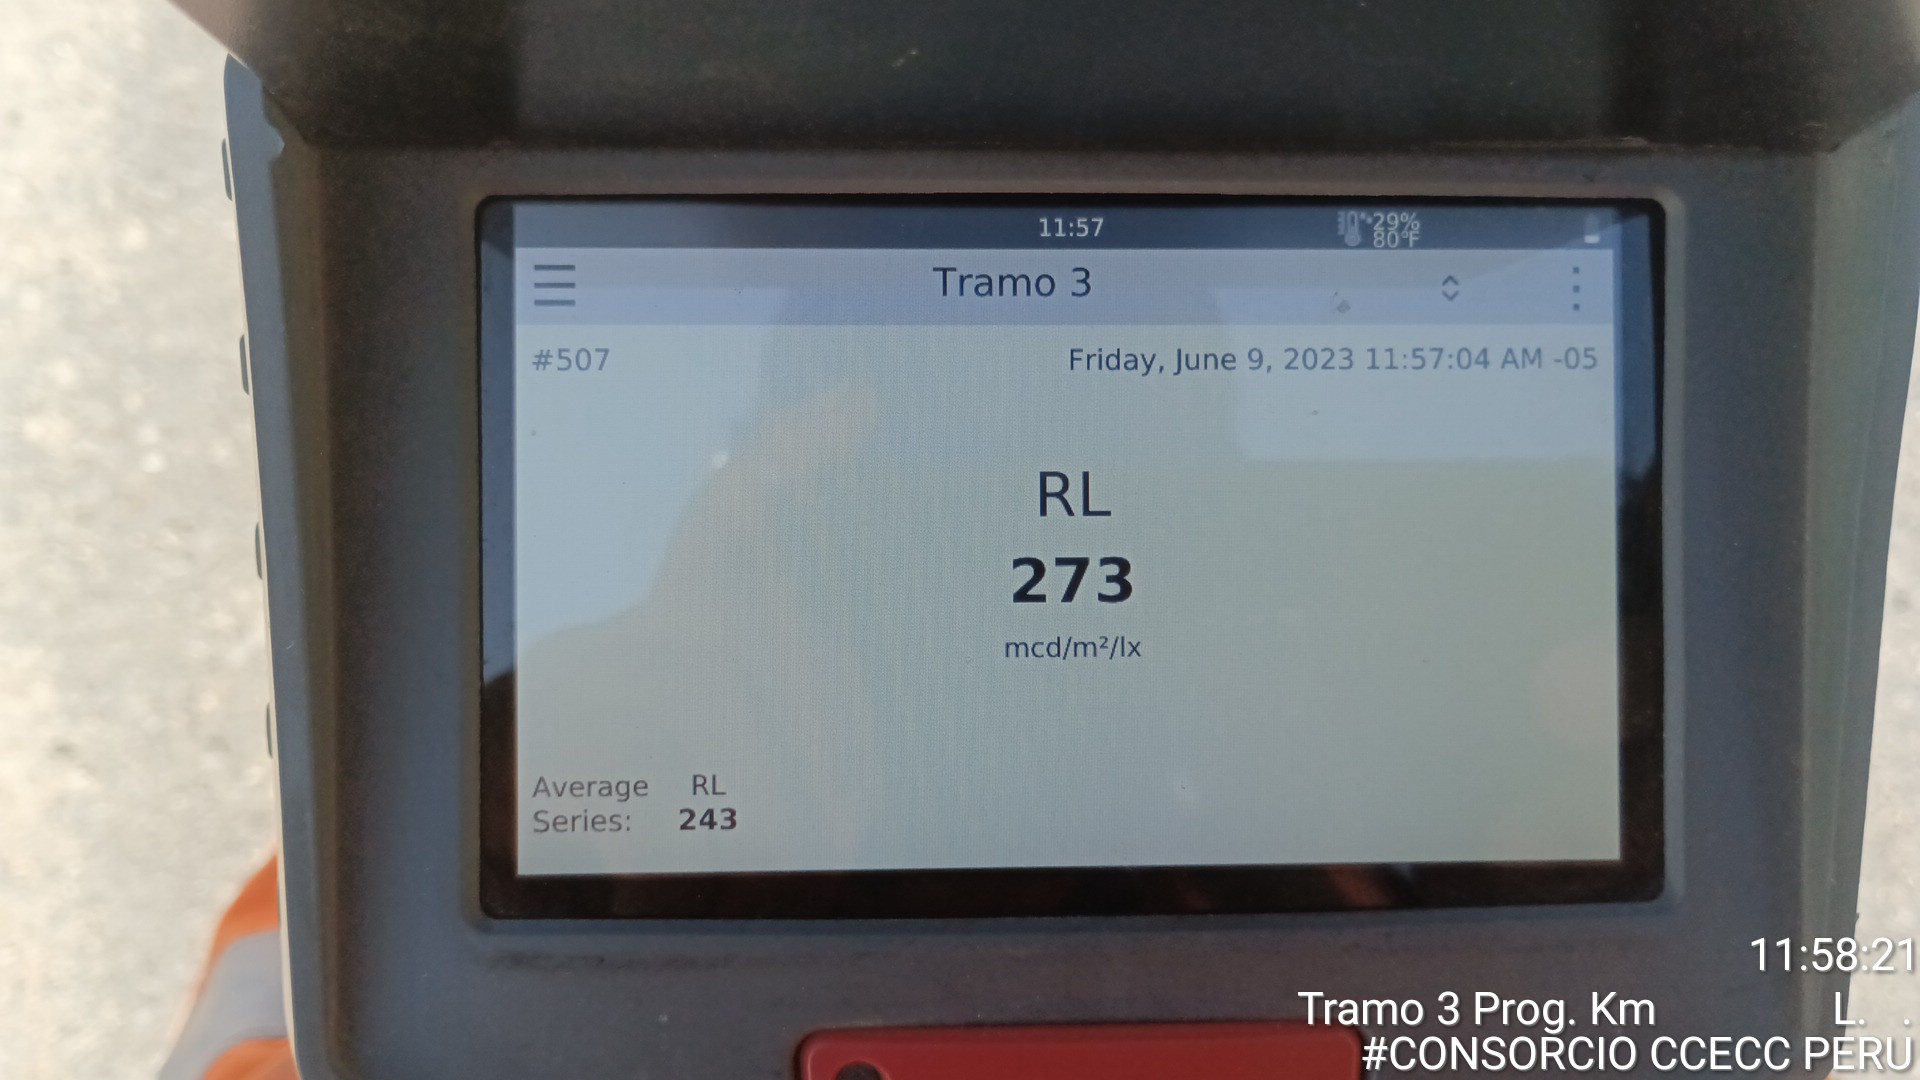 11:57
29%
80°F
Tramo 3
#507
Friday, June 9, 2023 11:57:04 AM -05
RL
273
mcd/m²/lx
Average RL
Series: 243
11:58:21
Tramo 3 Prog. Km L. .
#CONSORCIO CCECC PERU